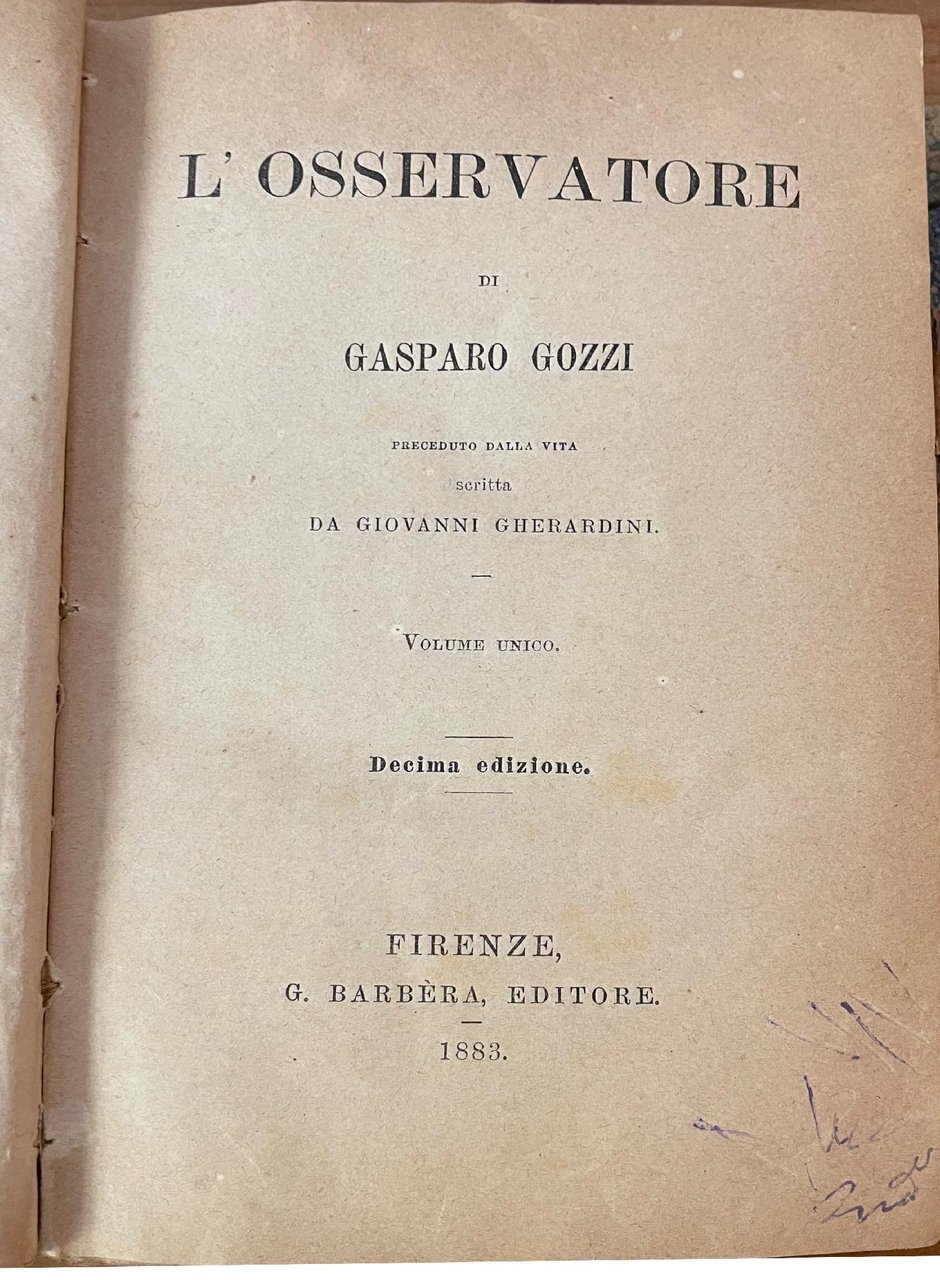 L' OSSERVATORE
DI
GASPARO GOZZI
PRECEDUTO DALLA VITA
scritta
DA GIOVANNI GHERARDINI.
VOLUME UNICO.
Decima edizione.
FIRENZE,
G. BARBÈRA, EDITORE.
1883.